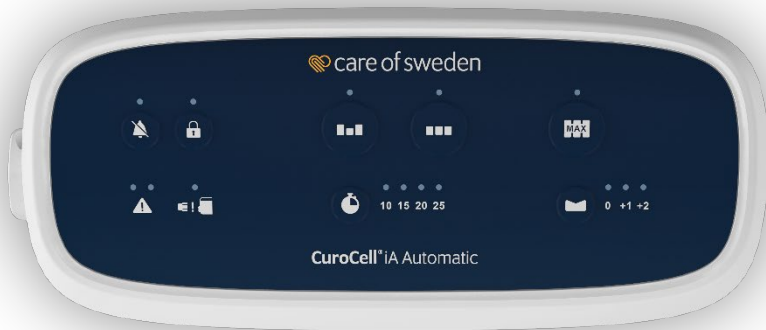 care of sweden
MAX
10 15 20 25
0 +1 +2
CuroCell® iA Automatic